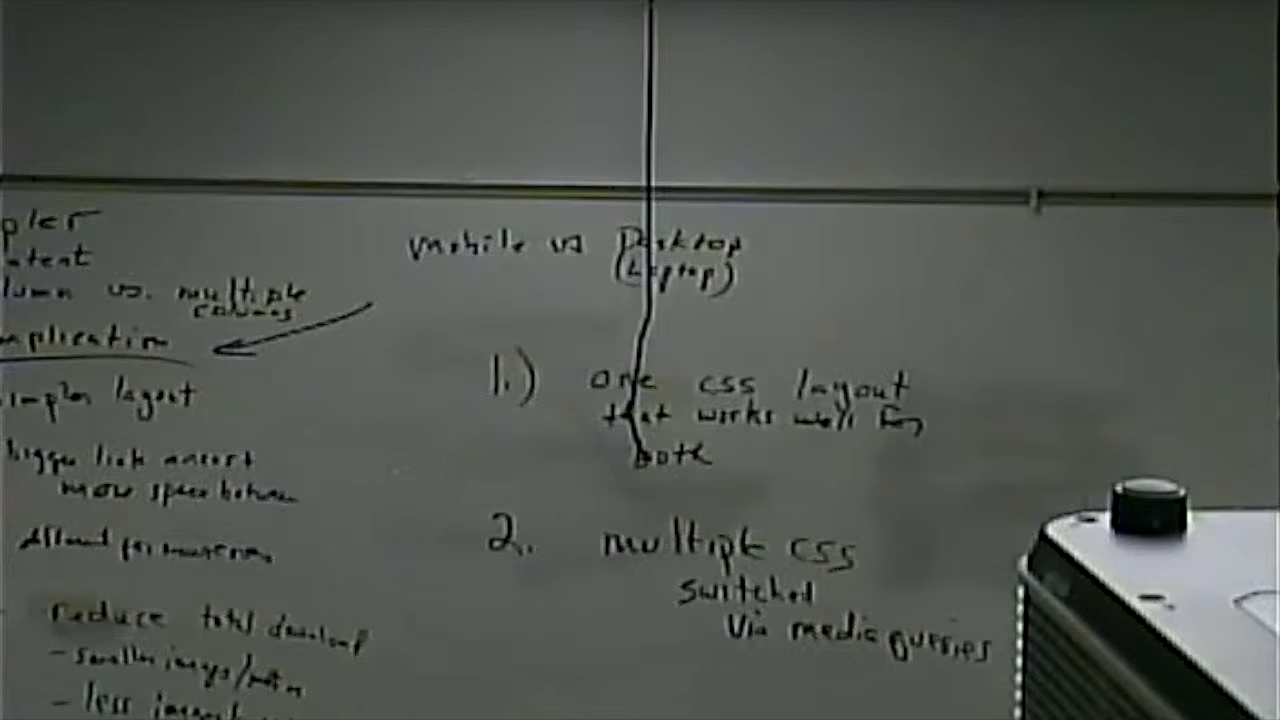 pler
ntent
lumn vs. multiple
columns
mplication
simpler layout
bigger link
more space between
reduce total download
- smaller images/
- less
mobile vs Desktop
(Laptop)
1.) one css layout
that works well for
both
2. multiple css
switched
via media querries